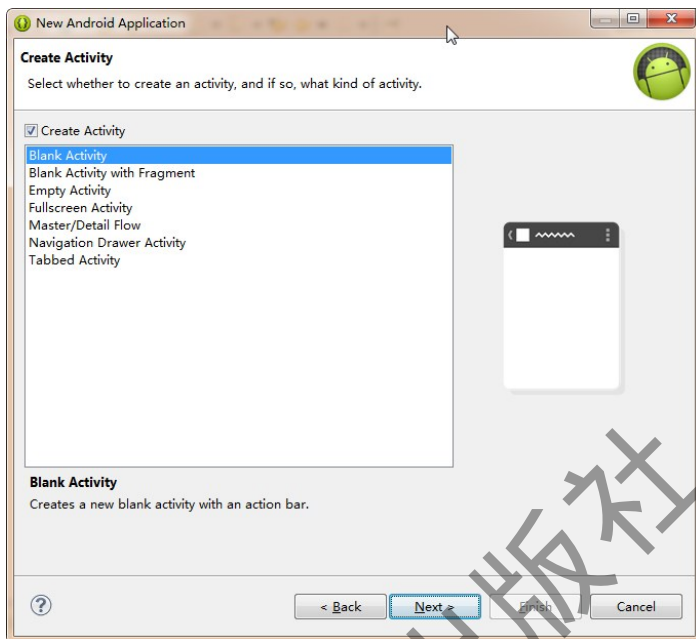 New Android Application
Create Activity
Select whether to create an activity, and if so, what kind of activity.
Create Activity
Blank Activity
Blank Activity with Fragment
Empty Activity
Fullscreen Activity
Master/Detail Flow
Navigation Drawer Activity
Tabbed Activity
Blank Activity
Creates a new blank activity with an action bar.
?
< Back
Next >
Finish
Cancel
版社